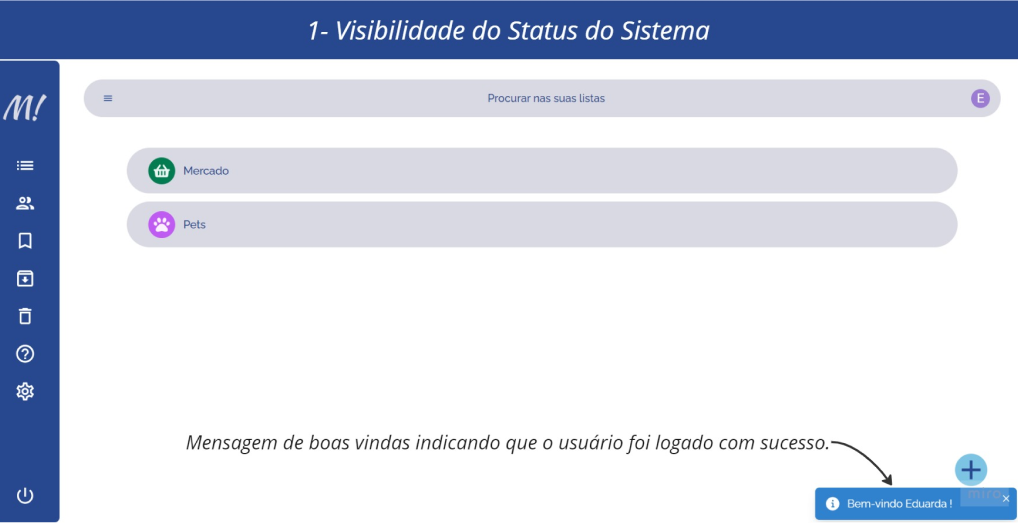 1- Visibilidade do Status do Sistema
M!
Procurar nas suas listas
E
Mercado
Pets
Mensagem de boas vindas indicando que o usuário foi logado com sucesso.
miro
Bem-vindo Eduarda !